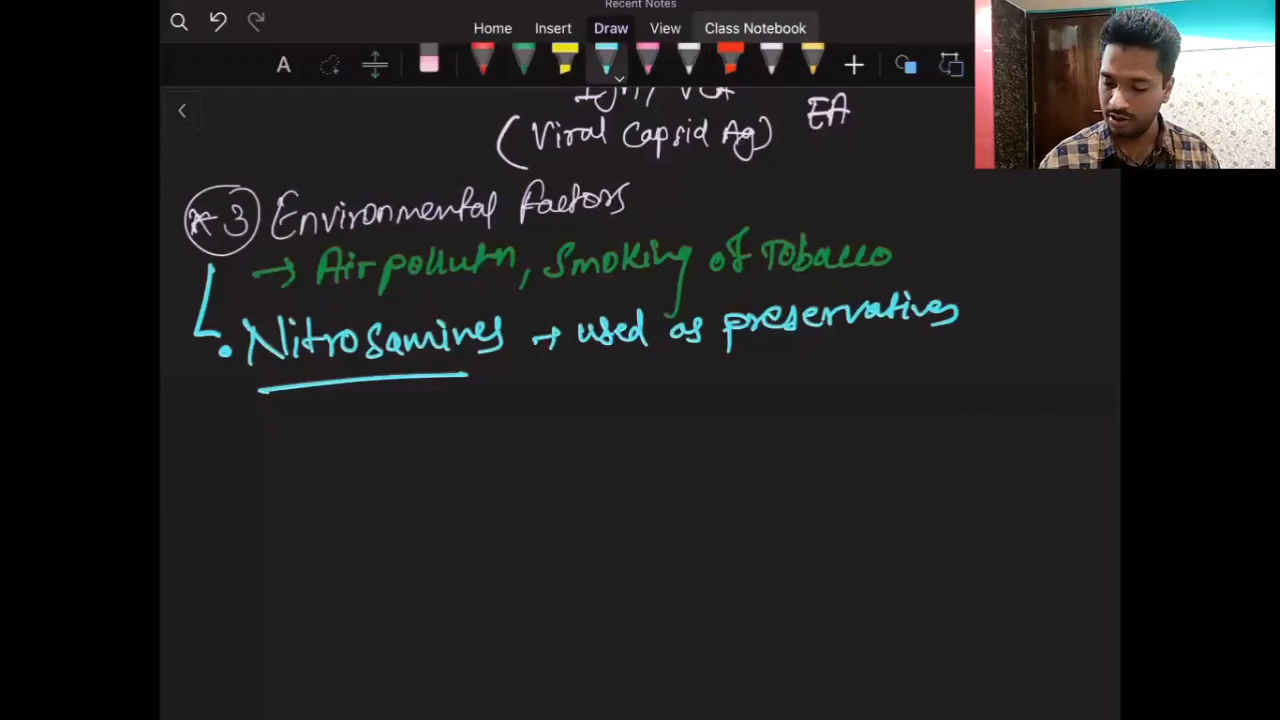 Recent Notes
Home Insert Draw View Class Notebook
A
(Viral Capsid Ag) EA
*3 Environmental factors
→ Air pollutn, Smoking of Tobacco
• Nitrosamines → used as preservatives